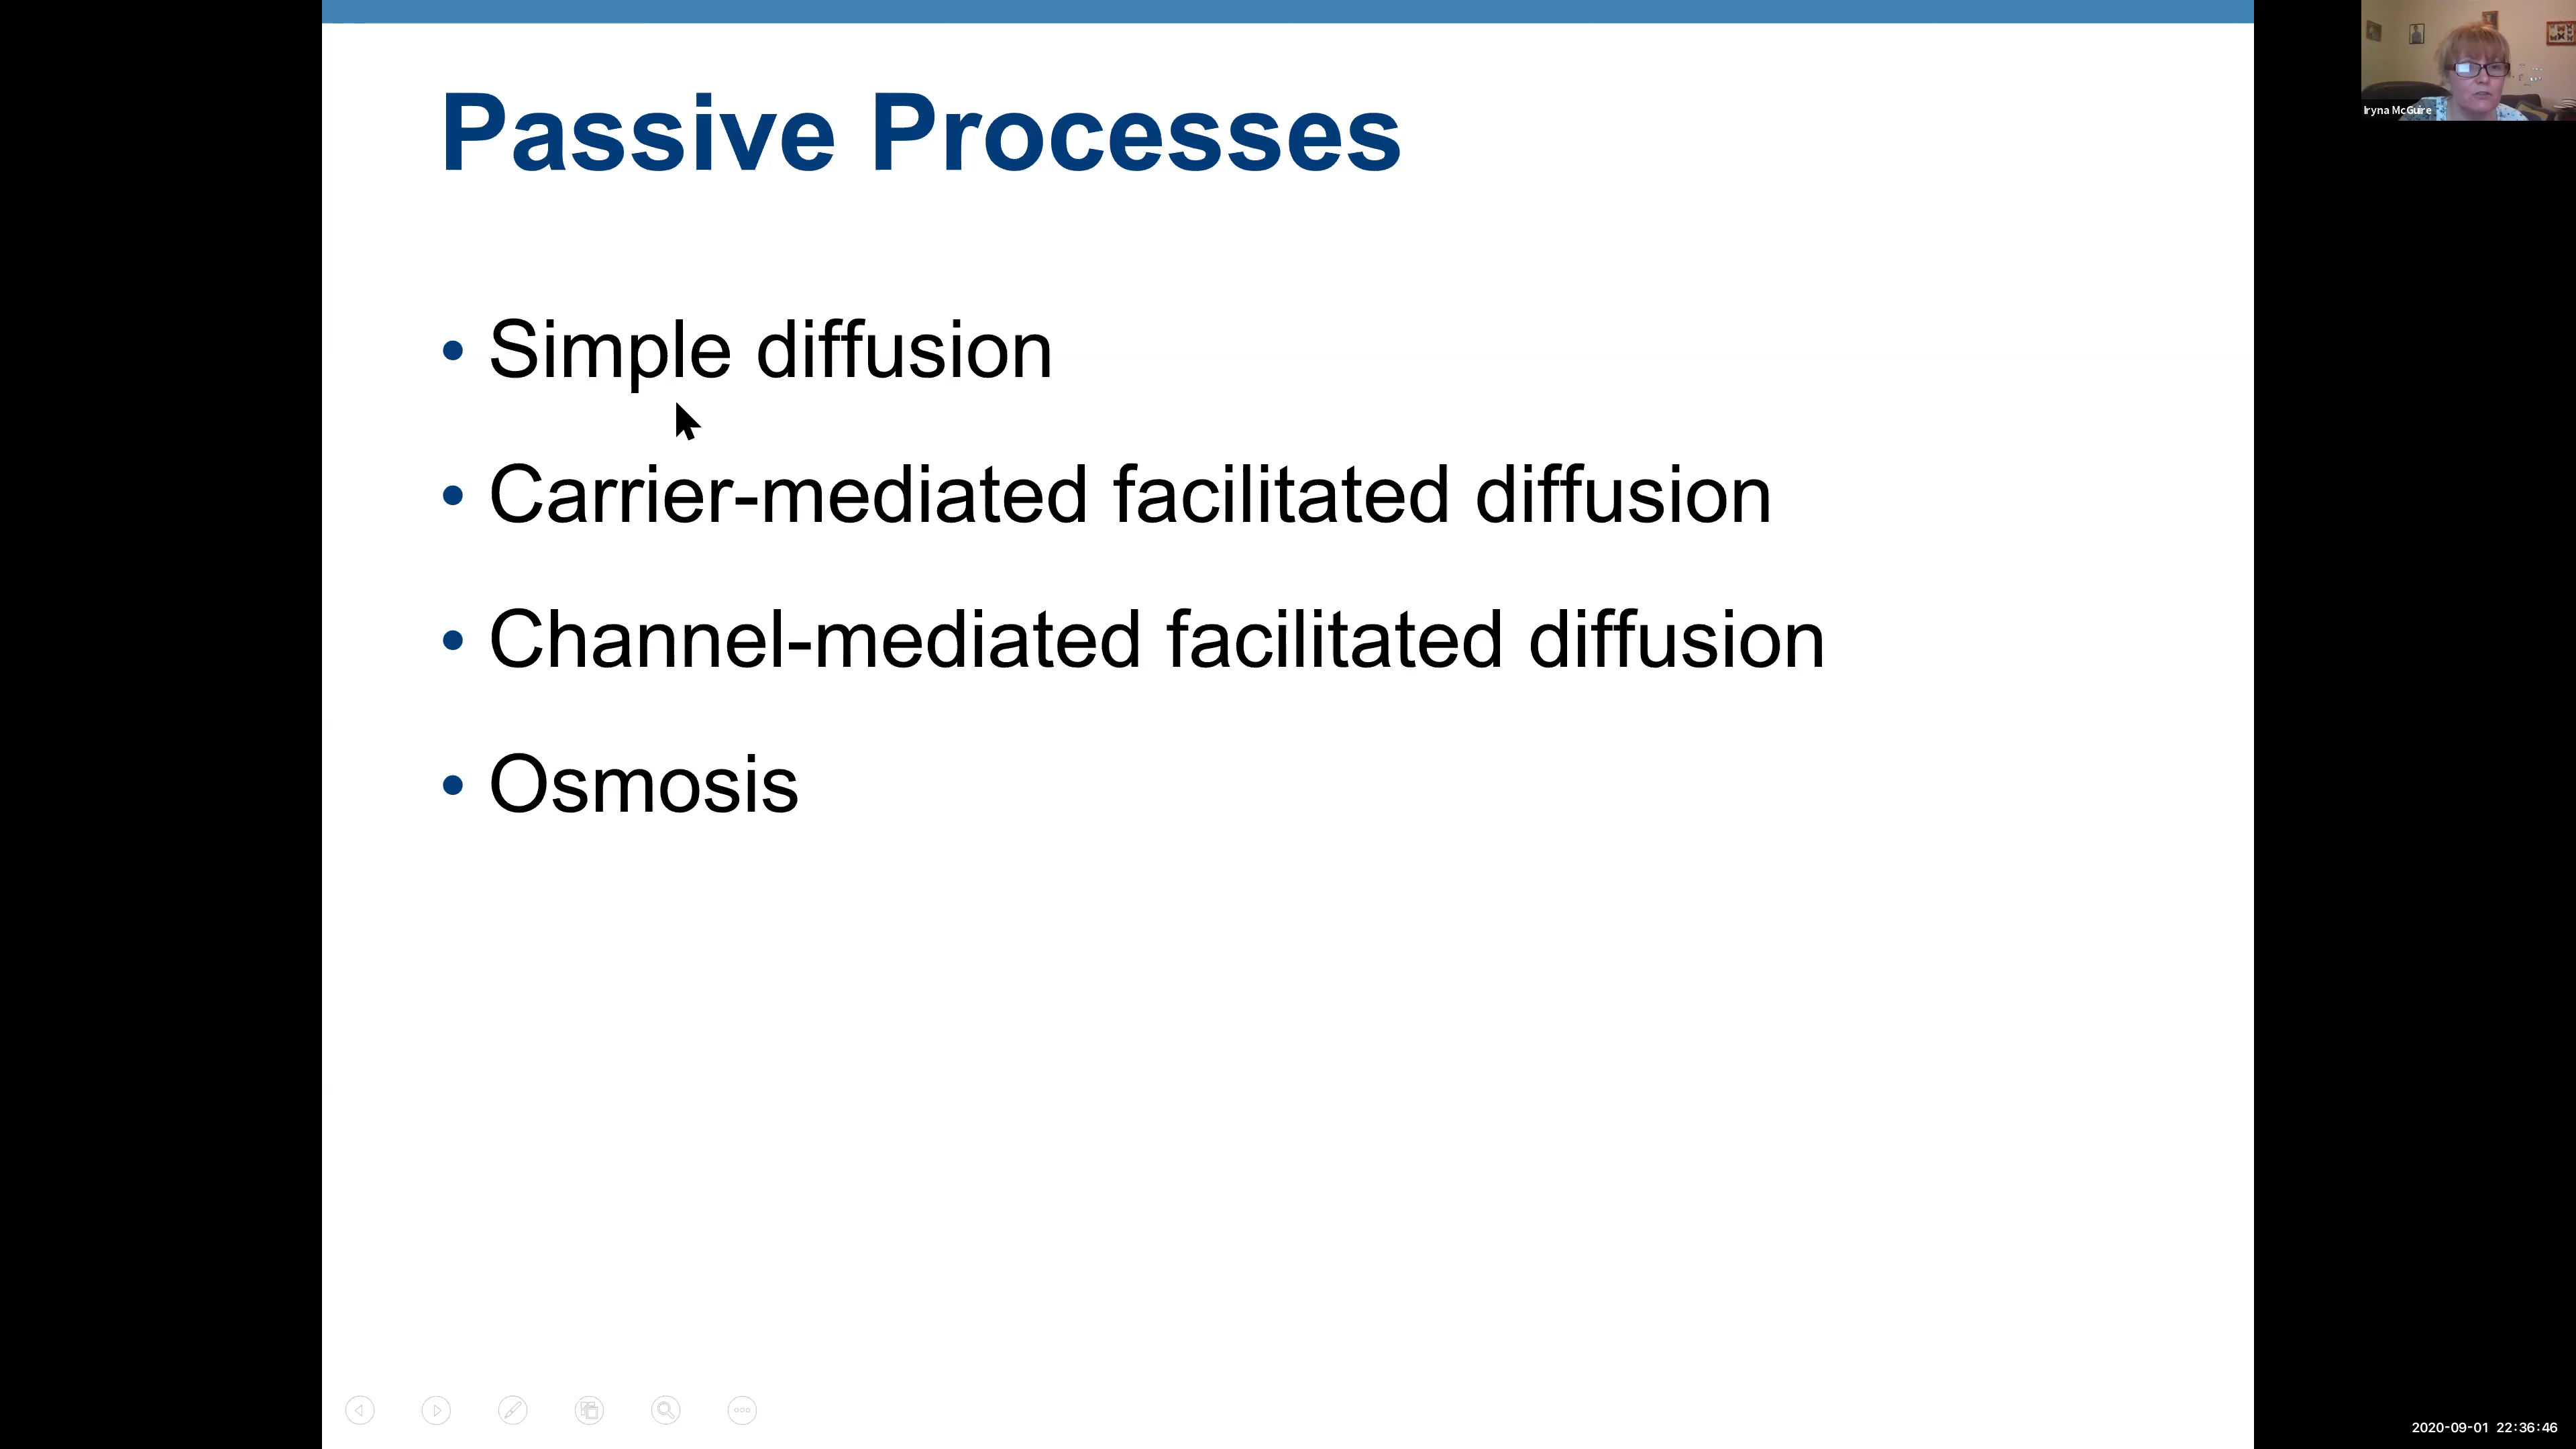 Passive Processes
Iryna McGuire
• Simple diffusion
• Carrier-mediated facilitated diffusion
• Channel-mediated facilitated diffusion
• Osmosis
2020-09-01 22:36:46